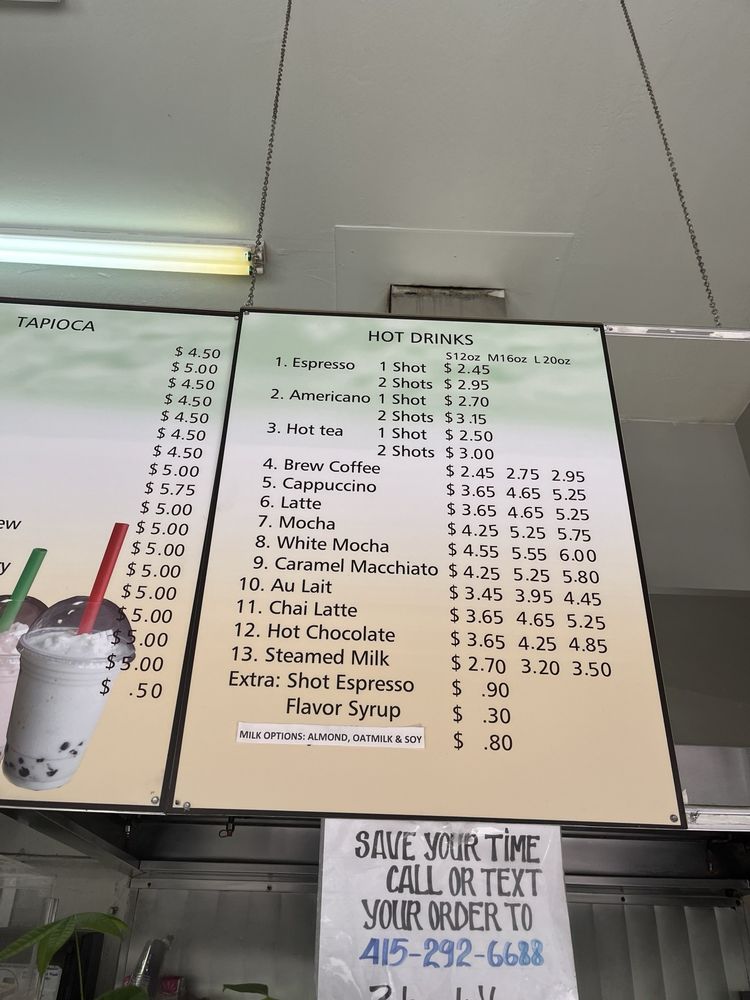 TAPIOCA
$ 4.50
$ 5.00
$ 4.50
$ 4.50
$ 4.50
$ 4.50
$ 4.50
$ 5.00
$ 5.75
$ 5.00
$ 5.00
$ 5.00
$ 5.00
$ 5.00
$ 5.00
$5.00
$5.00
$ .50
HOT DRINKS
S12oz M16oz L 20oz
1. Espresso 1 Shot $ 2.45
2 Shots $ 2.95
2. Americano 1 Shot $ 2.70
2 Shots $ 3.15
3. Hot tea 1 Shot $ 2.50
2 Shots $ 3.00
4. Brew Coffee $ 2.45 2.75 2.95
5. Cappuccino $ 3.65 4.65 5.25
6. Latte $ 3.65 4.65 5.25
7. Mocha $ 4.25 5.25 5.75
8. White Mocha $ 4.55 5.55 6.00
9. Caramel Macchiato $ 4.25 5.25 5.80
10. Au Lait $ 3.45 3.95 4.45
11. Chai Latte $ 3.65 4.65 5.25
12. Hot Chocolate $ 3.65 4.25 4.85
13. Steamed Milk $ 2.70 3.20 3.50
Extra: Shot Espresso $ .90
Flavor Syrup $ .30
MILK OPTIONS: ALMOND, OATMILK & SOY $ .80
SAVE YOUR TIME
CALL OR TEXT
YOUR ORDER TO
415-292-6688